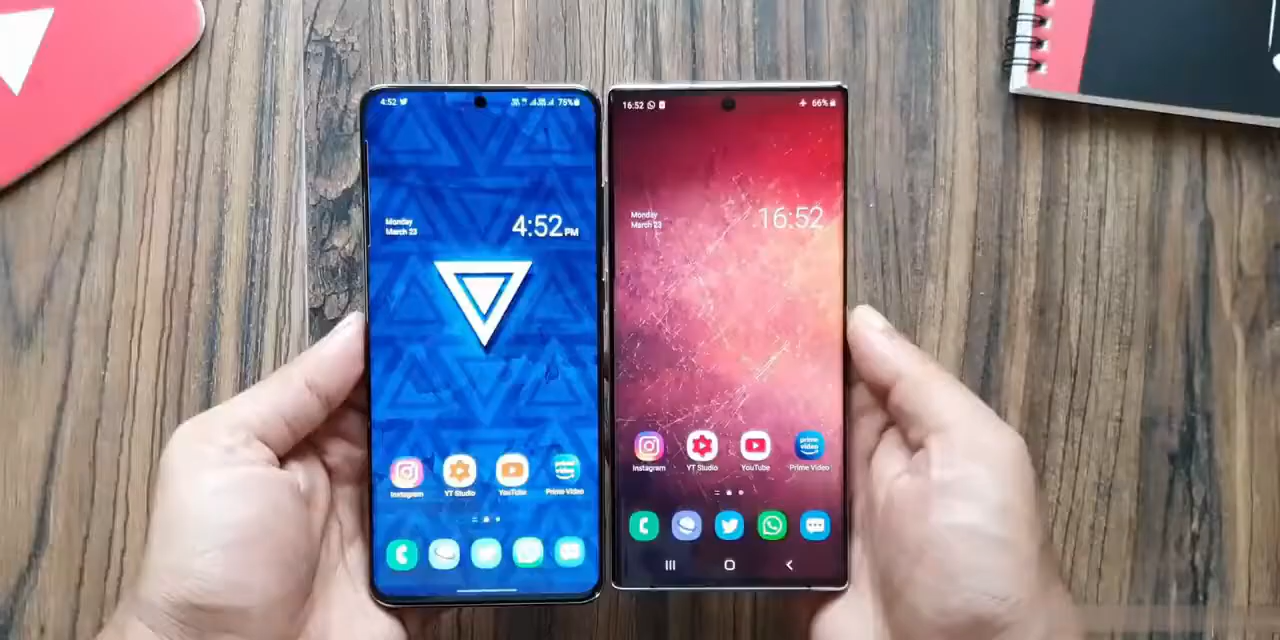 4:52
75%
Monday
March 23
4:52 PM
Instagram
YT Studio
YouTube
Prime Video
16:52
66%
Monday
March 23
16:52
Instagram
YT Studio
YouTube
prime video
Prime Video